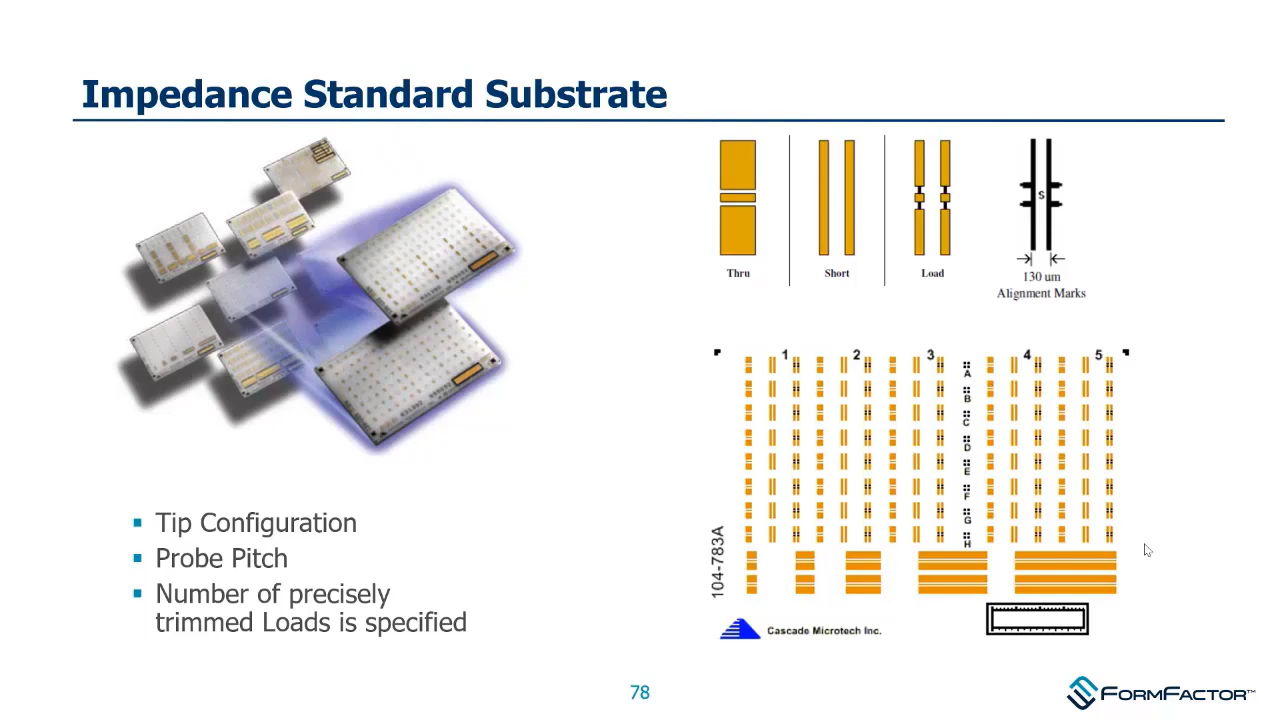 Impedance Standard Substrate
Thru
Short
Load
S
130 um
Alignment Marks
Tip Configuration
Probe Pitch
Number of precisely
trimmed Loads is specified
1 2 3 4 5
A
B
C
D
E
F
G
H
104-783A
Cascade Microtech Inc.
78
FORMFACTOR™